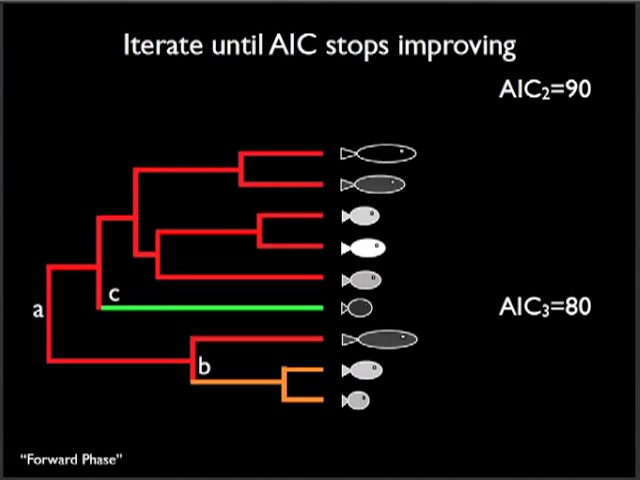 Iterate until AIC stops improving
AIC₂=90
c
a
AIC₃=80
b
"Forward Phase"